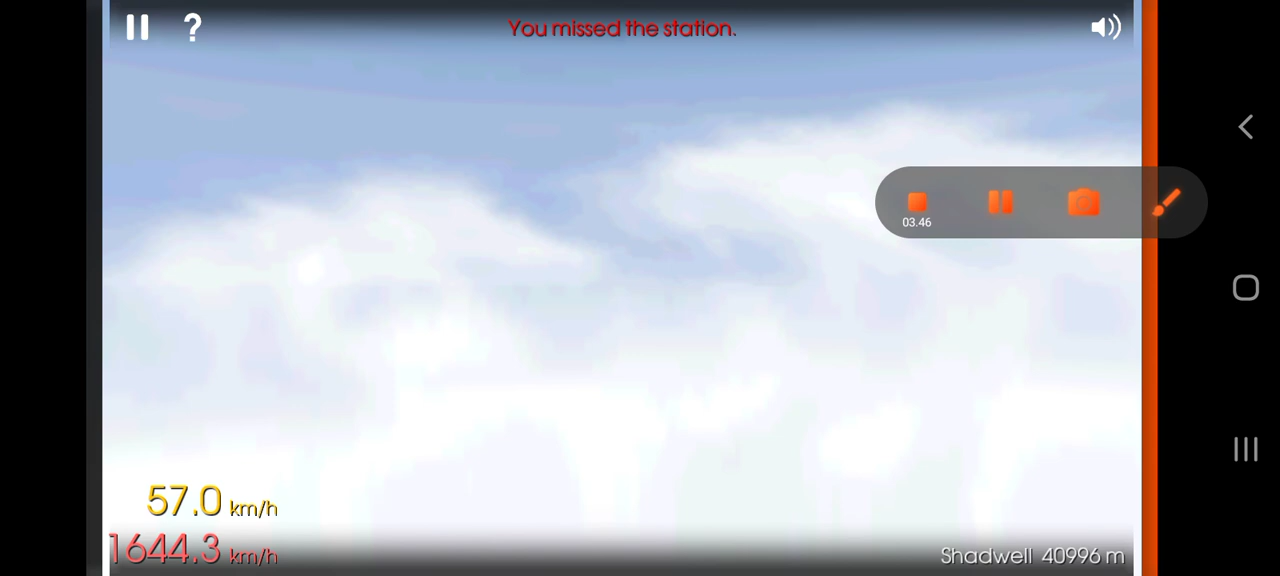 ?
You missed the station.
03.46
57.0 km/h
1644.3 km/h
Shadwell 40996 m